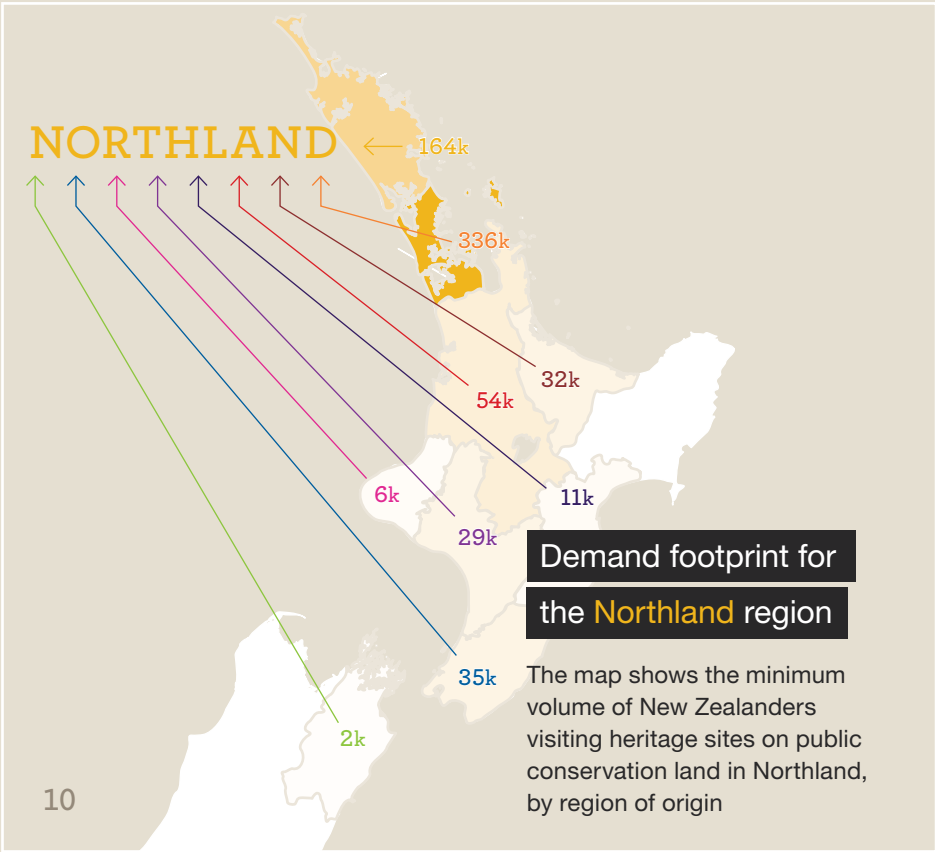 NORTHLAND
164k
336k
32k
54k
6k
11k
29k
35k
2k
Demand footprint for
the Northland region
The map shows the minimum
volume of New Zealanders
visiting heritage sites on public
conservation land in Northland,
by region of origin
10